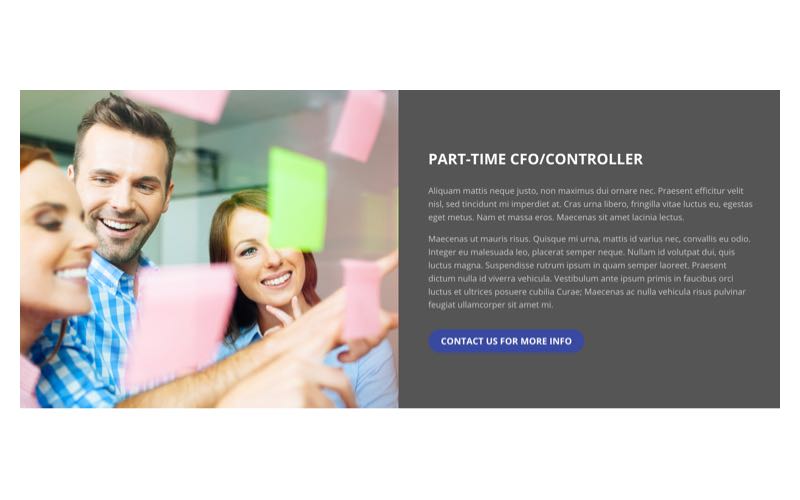 PART-TIME CFO/CONTROLLER
Aliquam mattis neque justo, non maximus dui ornare nec. Praesent efficitur velit
nisl, sed tincidunt mi imperdiet at. Cras urna libero, fringilla vitae luctus eu, egestas
eget metus. Nam et massa eros. Maecenas sit amet lacinia lectus.
Maecenas ut mauris risus. Quisque mi urna, mattis id varius nec, convallis eu odio.
Integer eu malesuada leo, placerat semper neque. Nullam id volutpat dui, quis
luctus magna. Suspendisse rutrum ipsum in quam semper laoreet. Praesent
dictum nulla id viverra vehicula. Vestibulum ante ipsum primis in faucibus orci
luctus et ultrices posuere cubilia Curae; Maecenas ac nulla vehicula risus pulvinar
feugiat ullamcorper sit amet mi.
CONTACT US FOR MORE INFO